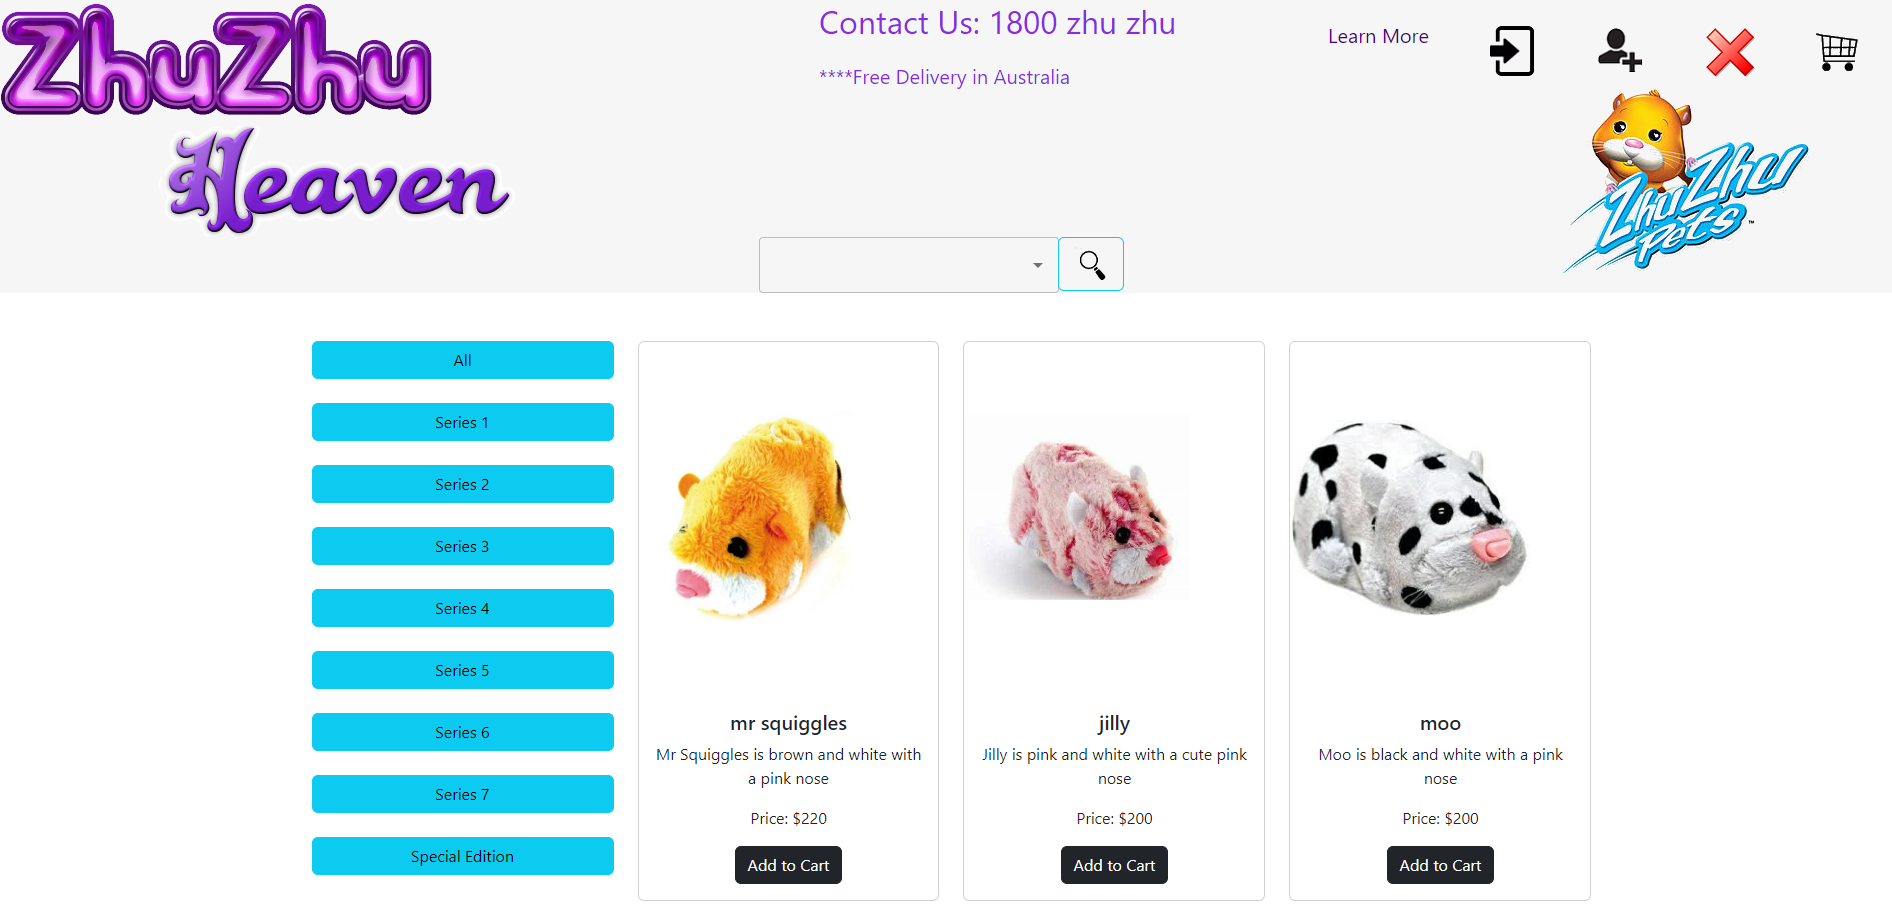 ZhuZhu
Heaven
Contact Us: 1800 zhu zhu
****Free Delivery in Australia
Learn More
ZhuZhu
Pets™
All
Series 1
Series 2
Series 3
Series 4
Series 5
Series 6
Series 7
Special Edition
mr squiggles
Mr Squiggles is brown and white with
a pink nose
Price: $220
Add to Cart
jilly
Jilly is pink and white with a cute pink
nose
Price: $200
Add to Cart
moo
Moo is black and white with a pink
nose
Price: $200
Add to Cart